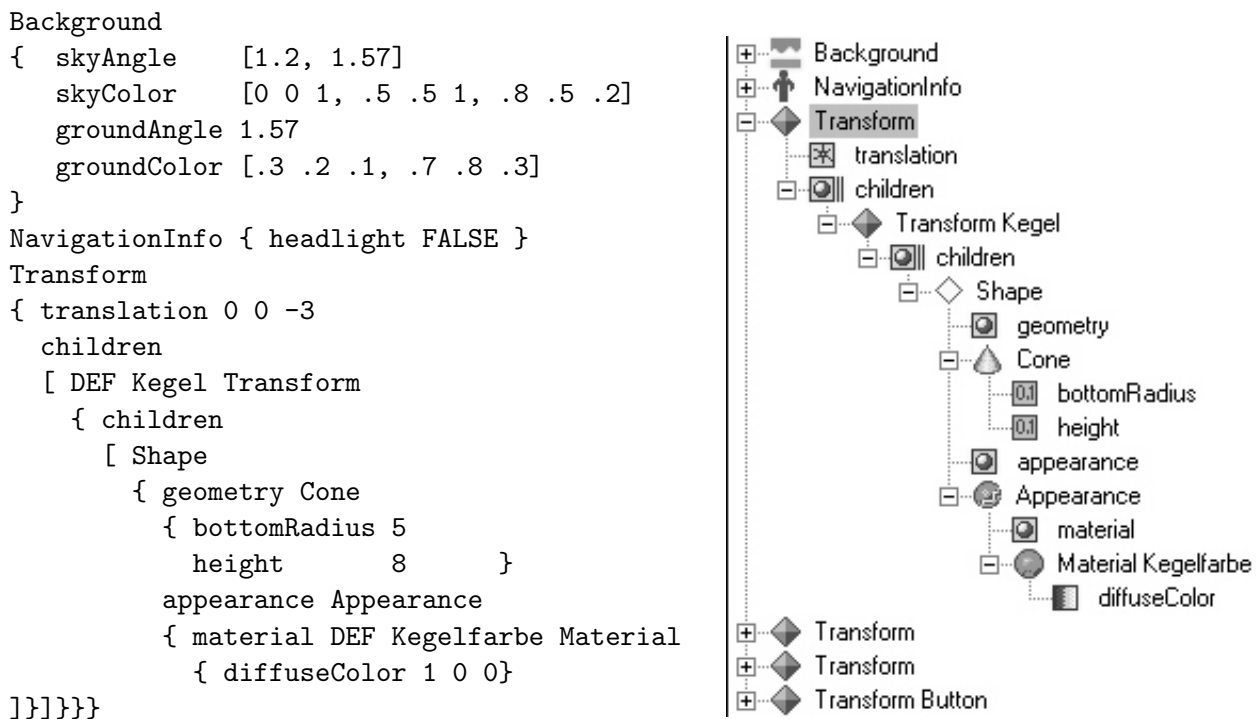 Background
{  skyAngle    [1.2, 1.57]
   skyColor    [0 0 1, .5 .5 1, .8 .5 .2]
   groundAngle 1.57
   groundColor [.3 .2 .1, .7 .8 .3]
}
NavigationInfo { headlight FALSE }
Transform
{ translation 0 0 -3
  children
  [ DEF Kegel Transform
    { children
      [ Shape
        { geometry Cone
          { bottomRadius 5
            height       8      }
          appearance Appearance
          { material DEF Kegelfarbe Material
            { diffuseColor 1 0 0}
]}]}}}
Background
NavigationInfo
Transform
translation
children
Transform Kegel
children
Shape
geometry
Cone
0.1 bottomRadius
0.1 height
appearance
Appearance
material
Material Kegelfarbe
diffuseColor
Transform
Transform
Transform Button